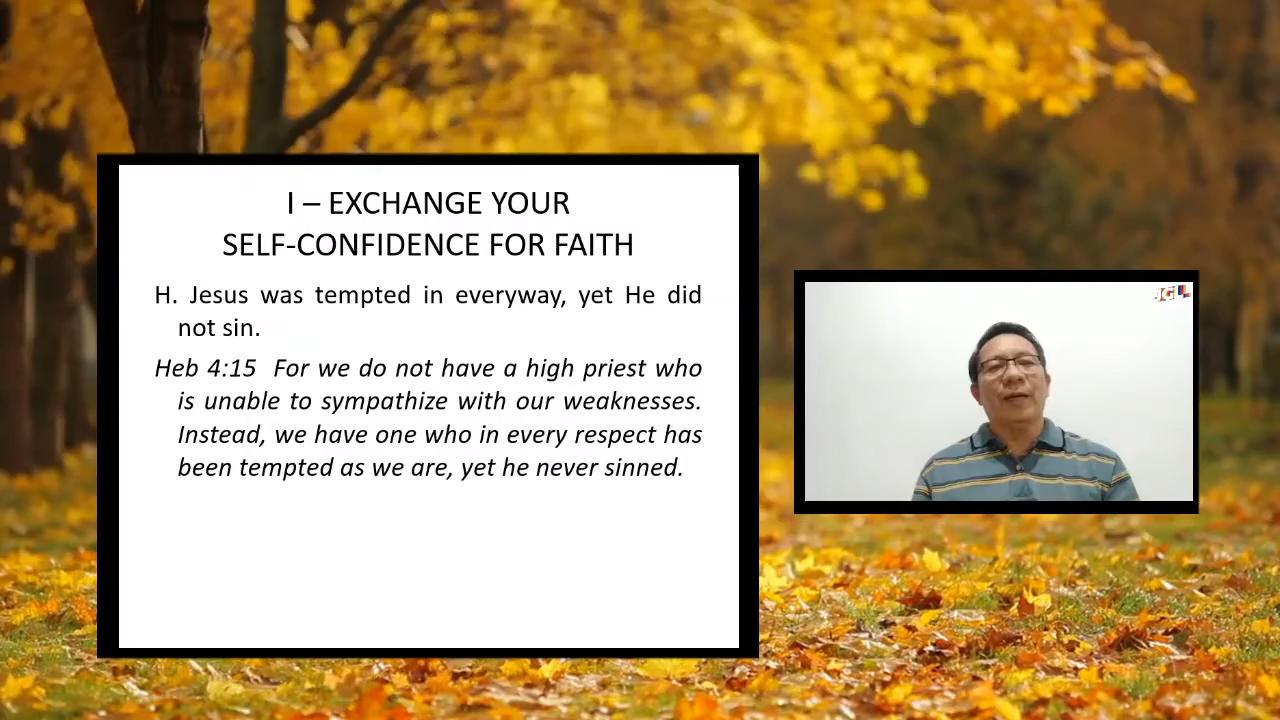 I – EXCHANGE YOUR
SELF-CONFIDENCE FOR FAITH
H. Jesus was tempted in everyway, yet He did
not sin.
Heb 4:15 For we do not have a high priest who
is unable to sympathize with our weaknesses.
Instead, we have one who in every respect has
been tempted as we are, yet he never sinned.